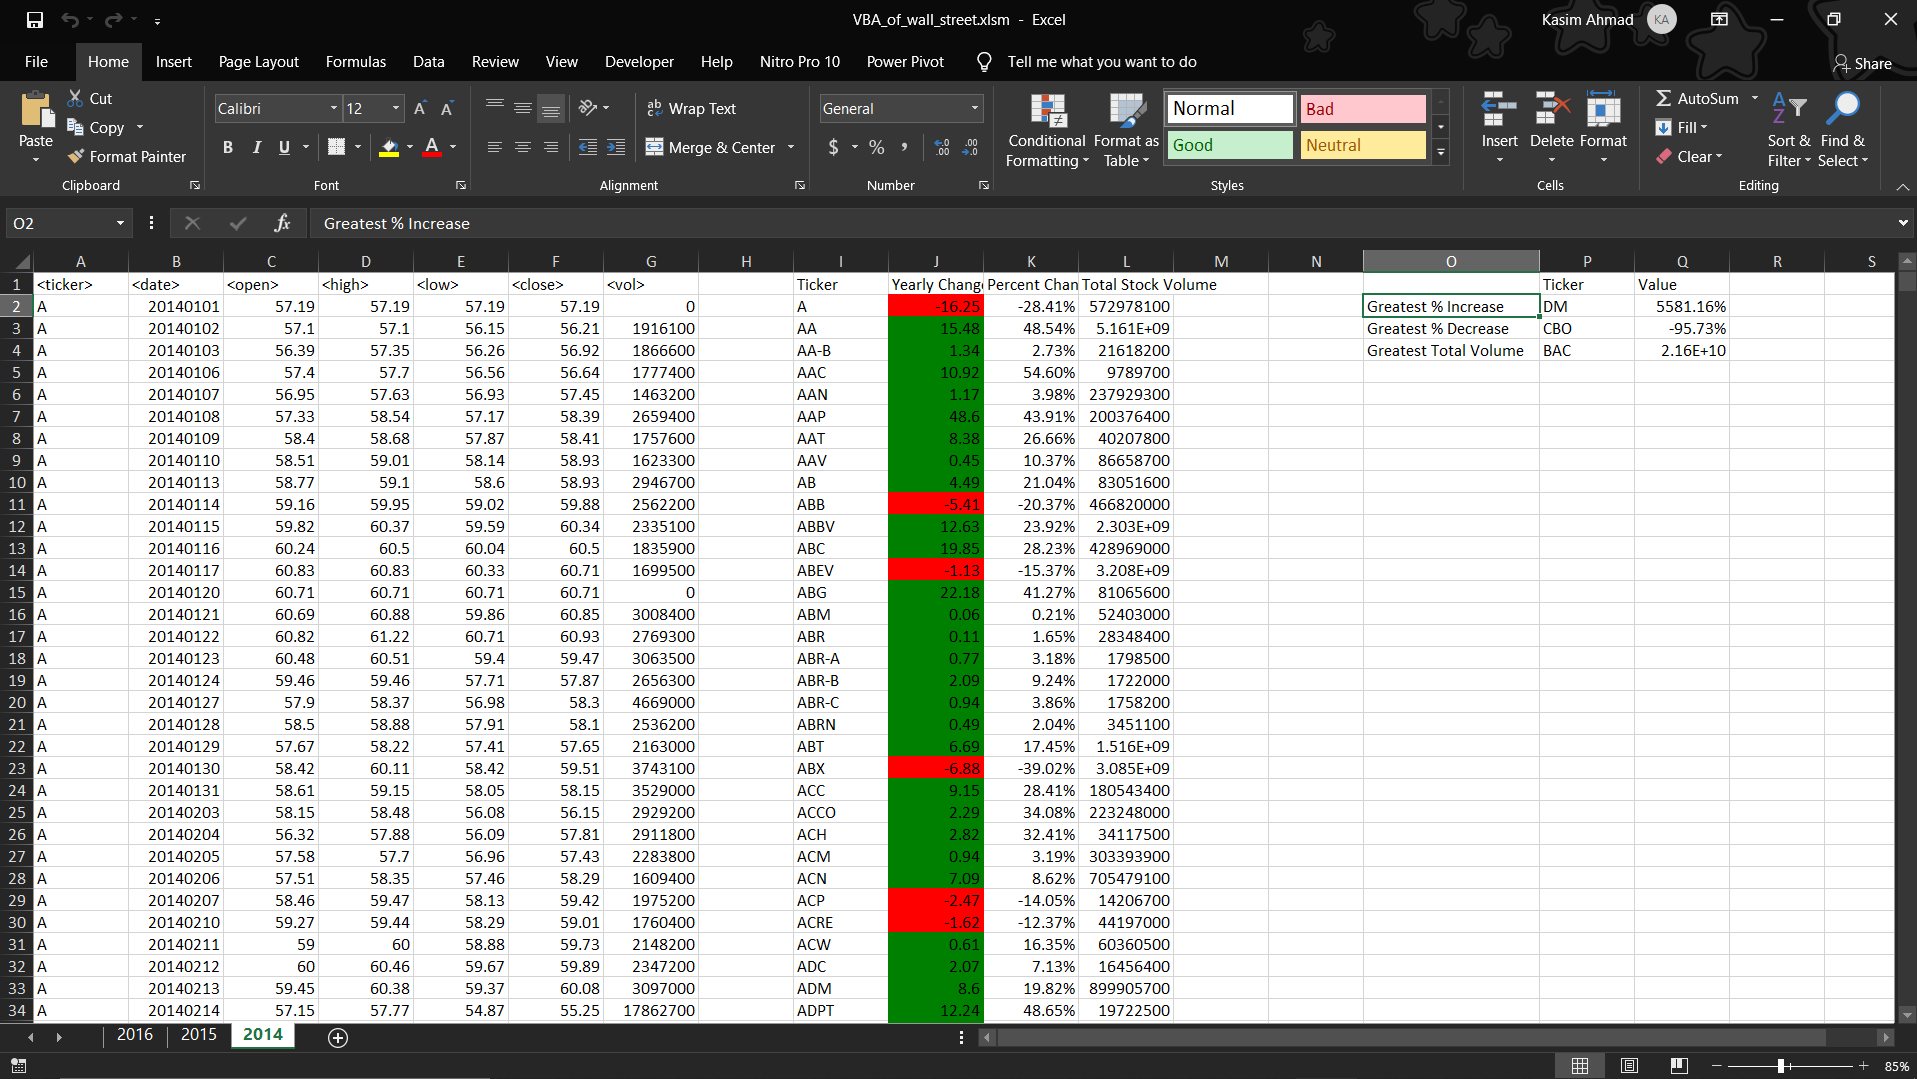 VBA_of_wall_street.xlsm - Excel
Kasim Ahmad KA
File Home Insert Page Layout Formulas Data Review View Developer Help Nitro Pro 10 Power Pivot Tell me what you want to do Share
Paste Cut Copy Format Painter Clipboard
Calibri 12 A A B I U A Font
ab Wrap Text Merge & Center Alignment
General $ % , Number
Conditional Formatting Format as Table
Normal Bad Good Neutral Styles
Insert Delete Format Cells
AutoSum Fill Clear Sort & Filter Find & Select Editing
O2 fx Greatest % Increase
A B C D E F G H I J K L M N O P Q R S
1 <ticker> <date> <open> <high> <low> <close> <vol> Ticker Yearly Chang Percent Chan Total Stock Volume Ticker Value
2 A 20140101 57.19 57.19 57.19 57.19 0 A -16.25 -28.41% 572978100 Greatest % Increase DM 5581.16%
3 A 20140102 57.1 57.1 56.15 56.21 1916100 AA 15.48 48.54% 5.161E+09 Greatest % Decrease CBO -95.73%
4 A 20140103 56.39 57.35 56.26 56.92 1866600 AA-B 1.34 2.73% 21618200 Greatest Total Volume BAC 2.16E+10
5 A 20140106 57.4 57.7 56.56 56.64 1777400 AAC 10.92 54.60% 9789700
6 A 20140107 56.95 57.63 56.93 57.45 1463200 AAN 1.17 3.98% 237929300
7 A 20140108 57.33 58.54 57.17 58.39 2659400 AAP 48.6 43.91% 200376400
8 A 20140109 58.4 58.68 57.87 58.41 1757600 AAT 8.38 26.66% 40207800
9 A 20140110 58.51 59.01 58.14 58.93 1623300 AAV 0.45 10.37% 86658700
10 A 20140113 58.77 59.1 58.6 58.93 2946700 AB 4.49 21.04% 83051600
11 A 20140114 59.16 59.95 59.02 59.88 2562200 ABB -5.41 -20.37% 466820000
12 A 20140115 59.82 60.37 59.59 60.34 2335100 ABBV 12.63 23.92% 2.303E+09
13 A 20140116 60.24 60.5 60.04 60.5 1835900 ABC 19.85 28.23% 428969000
14 A 20140117 60.83 60.83 60.33 60.71 1699500 ABEV -1.13 -15.37% 3.208E+09
15 A 20140120 60.71 60.71 60.71 60.71 0 ABG 22.18 41.27% 81065600
16 A 20140121 60.69 60.88 59.86 60.85 3008400 ABM 0.06 0.21% 52403000
17 A 20140122 60.82 61.22 60.71 60.93 2769300 ABR 0.11 1.65% 28348400
18 A 20140123 60.48 60.51 59.4 59.47 3063500 ABR-A 0.77 3.18% 1798500
19 A 20140124 59.46 59.46 57.71 57.87 2656300 ABR-B 2.09 9.24% 1722000
20 A 20140127 57.9 58.37 56.98 58.3 4669000 ABR-C 0.94 3.86% 1758200
21 A 20140128 58.5 58.88 57.91 58.1 2536200 ABRN 0.49 2.04% 3451100
22 A 20140129 57.67 58.22 57.41 57.65 2163000 ABT 6.69 17.45% 1.516E+09
23 A 20140130 58.42 60.11 58.42 59.51 3743100 ABX -6.88 -39.02% 3.085E+09
24 A 20140131 58.61 59.15 58.05 58.15 3529000 ACC 9.15 28.41% 180543400
25 A 20140203 58.15 58.48 56.08 56.15 2929200 ACCO 2.29 34.08% 223248000
26 A 20140204 56.32 57.88 56.09 57.81 2911800 ACH 2.82 32.41% 34117500
27 A 20140205 57.58 57.7 56.96 57.43 2283800 ACM 0.94 3.19% 303393900
28 A 20140206 57.51 58.35 57.46 58.29 1609400 ACN 7.09 8.62% 705479100
29 A 20140207 58.46 59.47 58.13 59.42 1975200 ACP -2.47 -14.05% 14206700
30 A 20140210 59.27 59.44 58.29 59.01 1760400 ACRE -1.62 -12.37% 44197000
31 A 20140211 59 60 58.88 59.73 2148200 ACW 0.61 16.35% 60360500
32 A 20140212 60 60.46 59.67 59.89 2347200 ADC 2.07 7.13% 16456400
33 A 20140213 59.45 60.38 59.37 60.08 3097000 ADM 8.6 19.82% 899905700
34 A 20140214 57.15 57.77 54.87 55.25 17862700 ADPT 12.24 48.65% 19722500
2016 2015 2014
85%